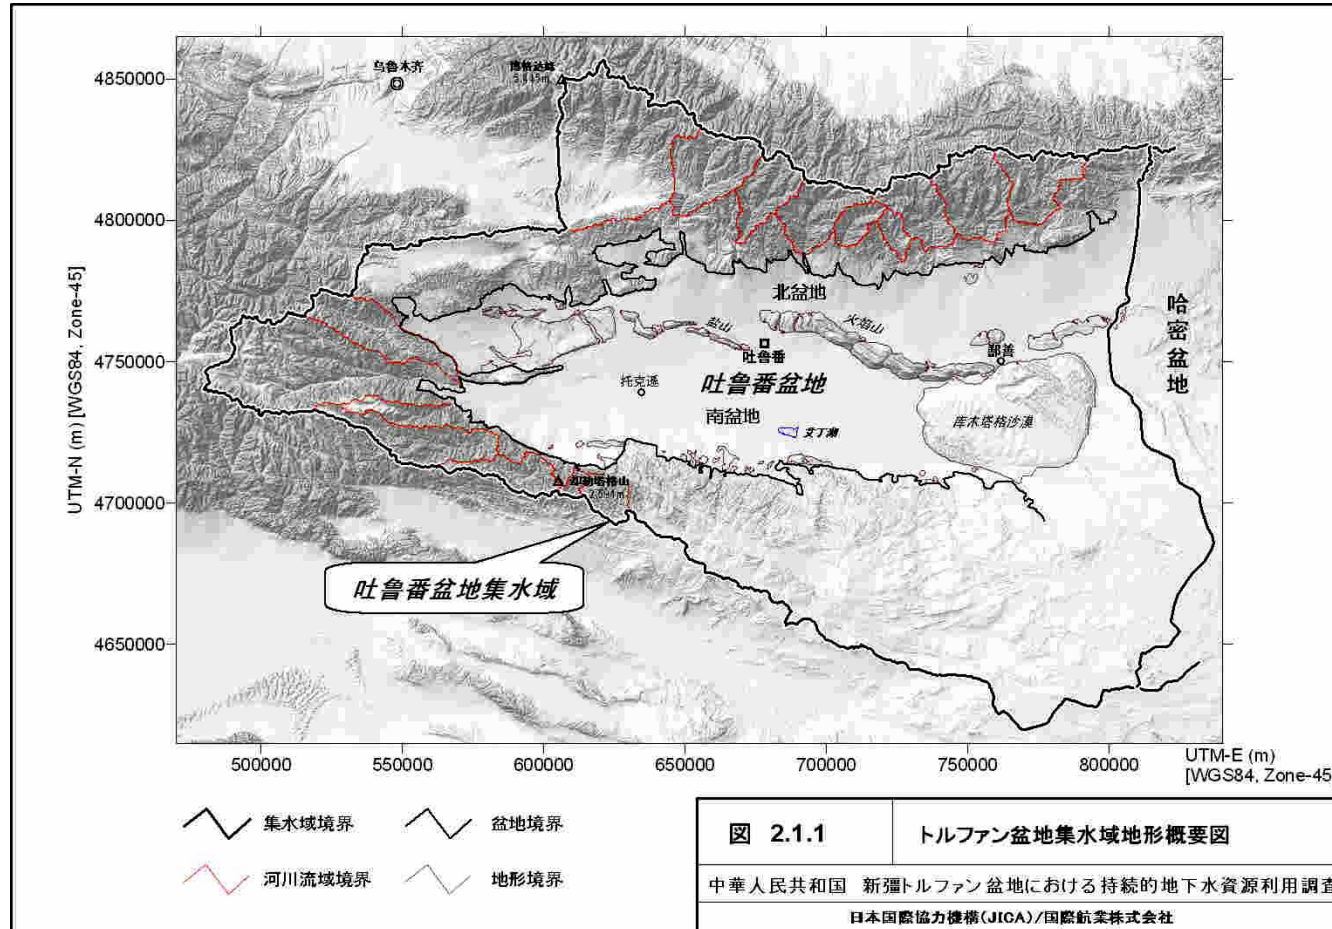 乌鲁木齐
博格达峰
5,445m
4850000
4800000
4750000
4700000
4650000
UTM-N (m) [WGS84, Zone-45]
北盆地
盐山
火焰山
哈密盆地
吐鲁番
鄯善
托克逊
吐鲁番盆地
南盆地
艾丁湖
库木塔格沙漠
吐鲁番盆地集水域
500000 550000 600000 650000 700000 750000 800000
UTM-E (m)
[WGS84, Zone-45
集水域境界
盆地境界
河川流域境界
地形境界
図 2.1.1
トルファン盆地集水域地形概要図
中華人民共和国 新疆トルファン盆地における持続的地下水資源利用調査
日本国際協力機構(JICA)/国際航業株式会社